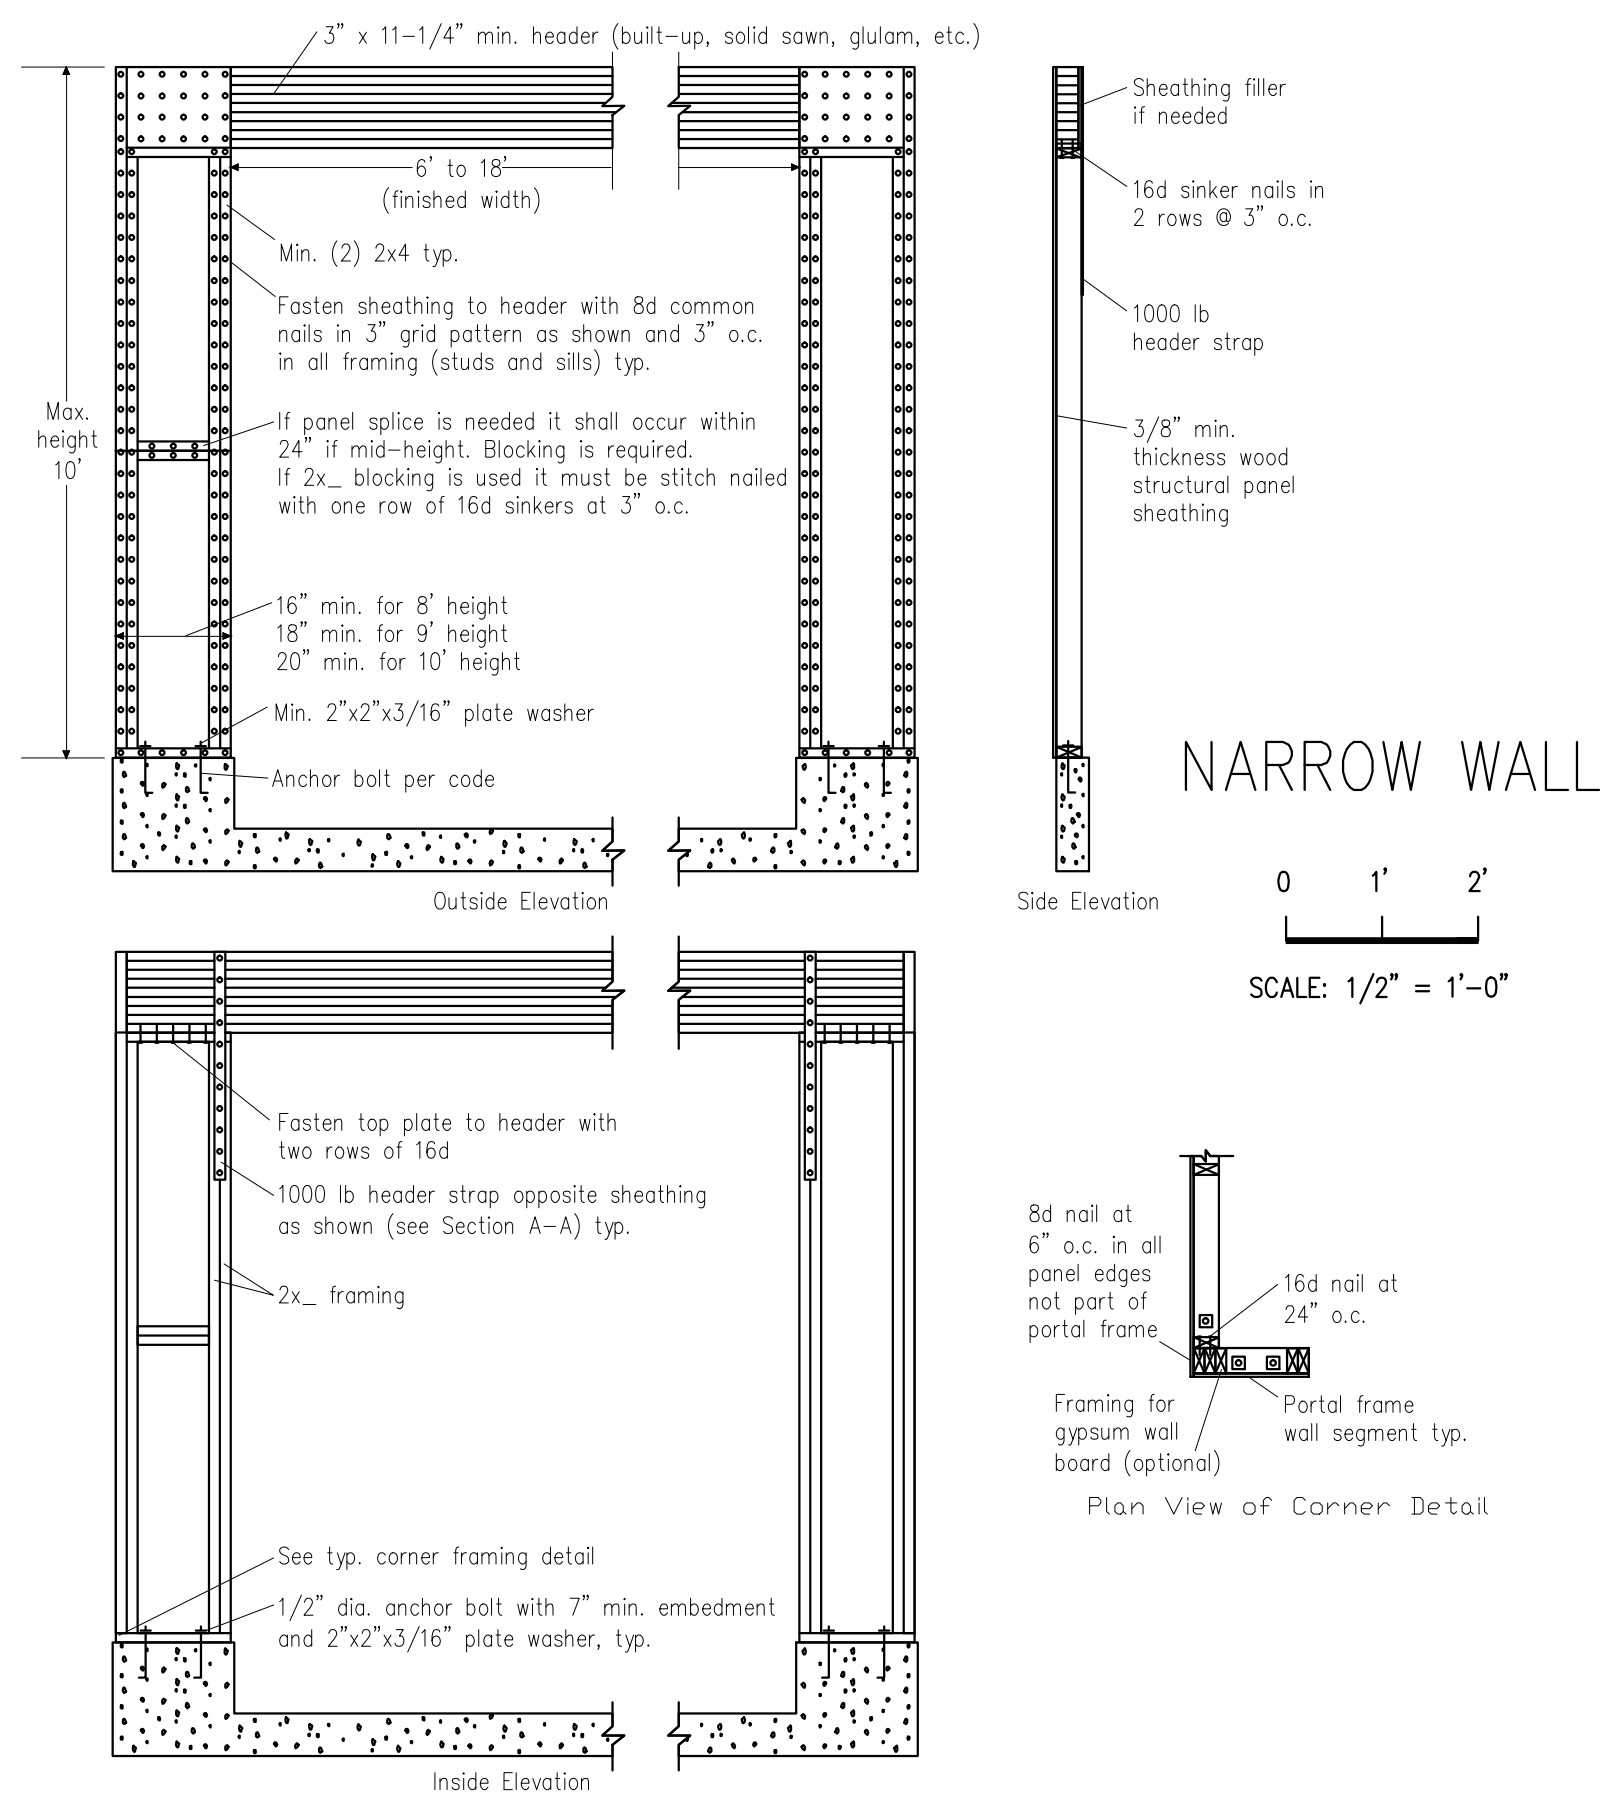 3" x 11-1/4" min. header (built-up, solid sawn, glulam, etc.)
6' to 18'
(finished width)
Min. (2) 2x4 typ.
Fasten sheathing to header with 8d common
nails in 3" grid pattern as shown and 3" o.c.
in all framing (studs and sills) typ.
Max.
height
10'
If panel splice is needed it shall occur within
24" if mid-height. Blocking is required.
If 2x_ blocking is used it must be stitch nailed
with one row of 16d sinkers at 3" o.c.
16" min. for 8' height
18" min. for 9' height
20" min. for 10' height
Min. 2"x2"x3/16" plate washer
Anchor bolt per code
Outside Elevation
Sheathing filler
if needed
16d sinker nails in
2 rows @ 3" o.c.
1000 lb
header strap
3/8" min.
thickness wood
structural panel
sheathing
Side Elevation
NARROW WALL
0 1' 2'
SCALE: 1/2" = 1'-0"
Fasten top plate to header with
two rows of 16d
1000 lb header strap opposite sheathing
as shown (see Section A-A) typ.
2x_ framing
See typ. corner framing detail
1/2" dia. anchor bolt with 7" min. embedment
and 2"x2"x3/16" plate washer, typ.
Inside Elevation
8d nail at
6" o.c. in all
panel edges
not part of
portal frame
16d nail at
24" o.c.
Framing for
gypsum wall
board (optional)
Portal frame
wall segment typ.
Plan View of Corner Detail